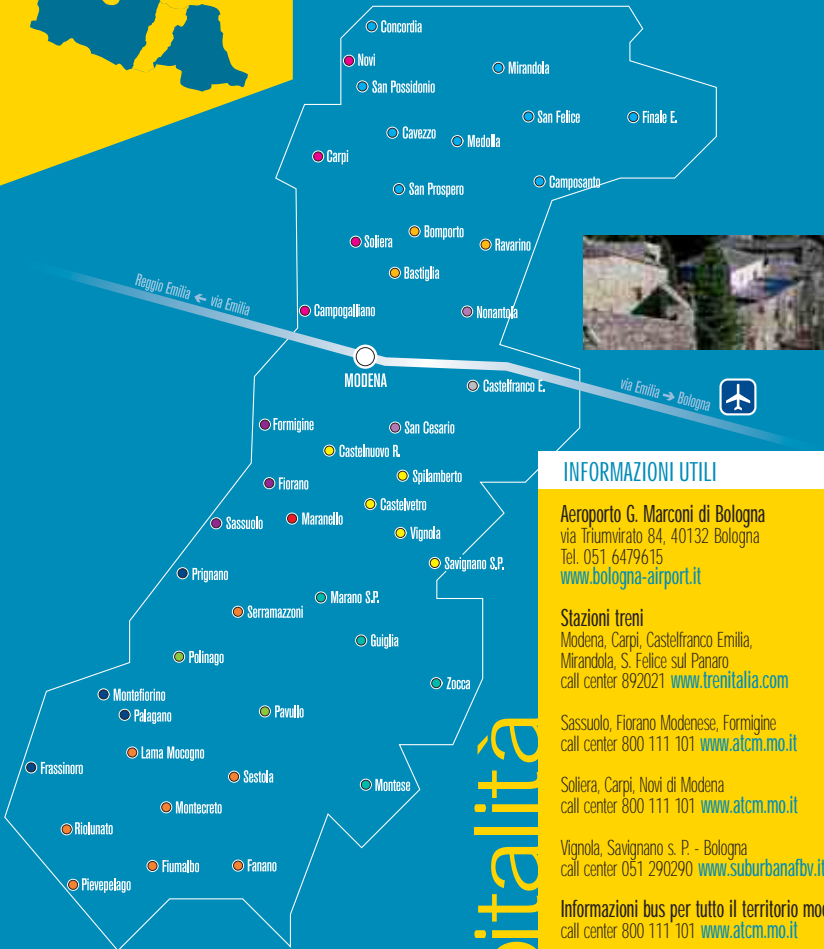 Concordia
Novi
Mirandola
San Possidonio
San Felice
Finale E.
Cavezzo
Medolla
Carpi
Camposanto
San Prospero
Bomporto
Soliera
Ravarino
Bastiglia
Reggio Emilia ← via Emilia
Campogalliano
Nonantola
MODENA
Castelfranco E.
via Emilia → Bologna
Formigine
San Cesario
Castelnuovo R.
Spilamberto
Fiorano
Castelvetro
Maranello
Sassuolo
Vignola
Savignano S.P.
Prignano
Marano S.P.
Serramazzoni
Guiglia
Polinago
Zocca
Montefiorino
Palagano
Pavullo
Lama Mocogno
Frassinoro
Sestola
Montese
Montecreto
Riolunato
Fiumalbo
Fanano
Pievepelago
INFORMAZIONI UTILI
Aeroporto G. Marconi di Bologna
via Triumvirato 84, 40132 Bologna
Tel. 051 6479615
www.bologna-airport.it
Stazioni treni
Modena, Carpi, Castelfranco Emilia,
Mirandola, S. Felice sul Panaro
call center 892021 www.trenitalia.com
Sassuolo, Fiorano Modenese, Formigine
call center 800 111 101 www.atcm.mo.it
Soliera, Carpi, Novi di Modena
call center 800 111 101 www.atcm.mo.it
Vignola, Savignano s. P. - Bologna
call center 051 290290 www.suburbanafbv.it
Informazioni bus per tutto il territorio mod
call center 800 111 101 www.atcm.mo.it
pitalità